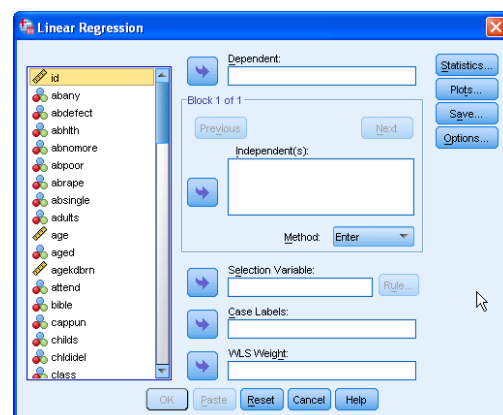 Linear Regression
id
abany
abdefect
abhlth
abnomore
abpoor
abrape
absingle
adults
age
aged
agekdbrn
attend
bible
cappun
childs
chldidel
class
Dependent:
Block 1 of 1
Previous
Next
Independent(s):
Method: Enter
Selection Variable:
Rule...
Case Labels:
WLS Weight:
Statistics...
Plots...
Save...
Options...
OK Paste Reset Cancel Help